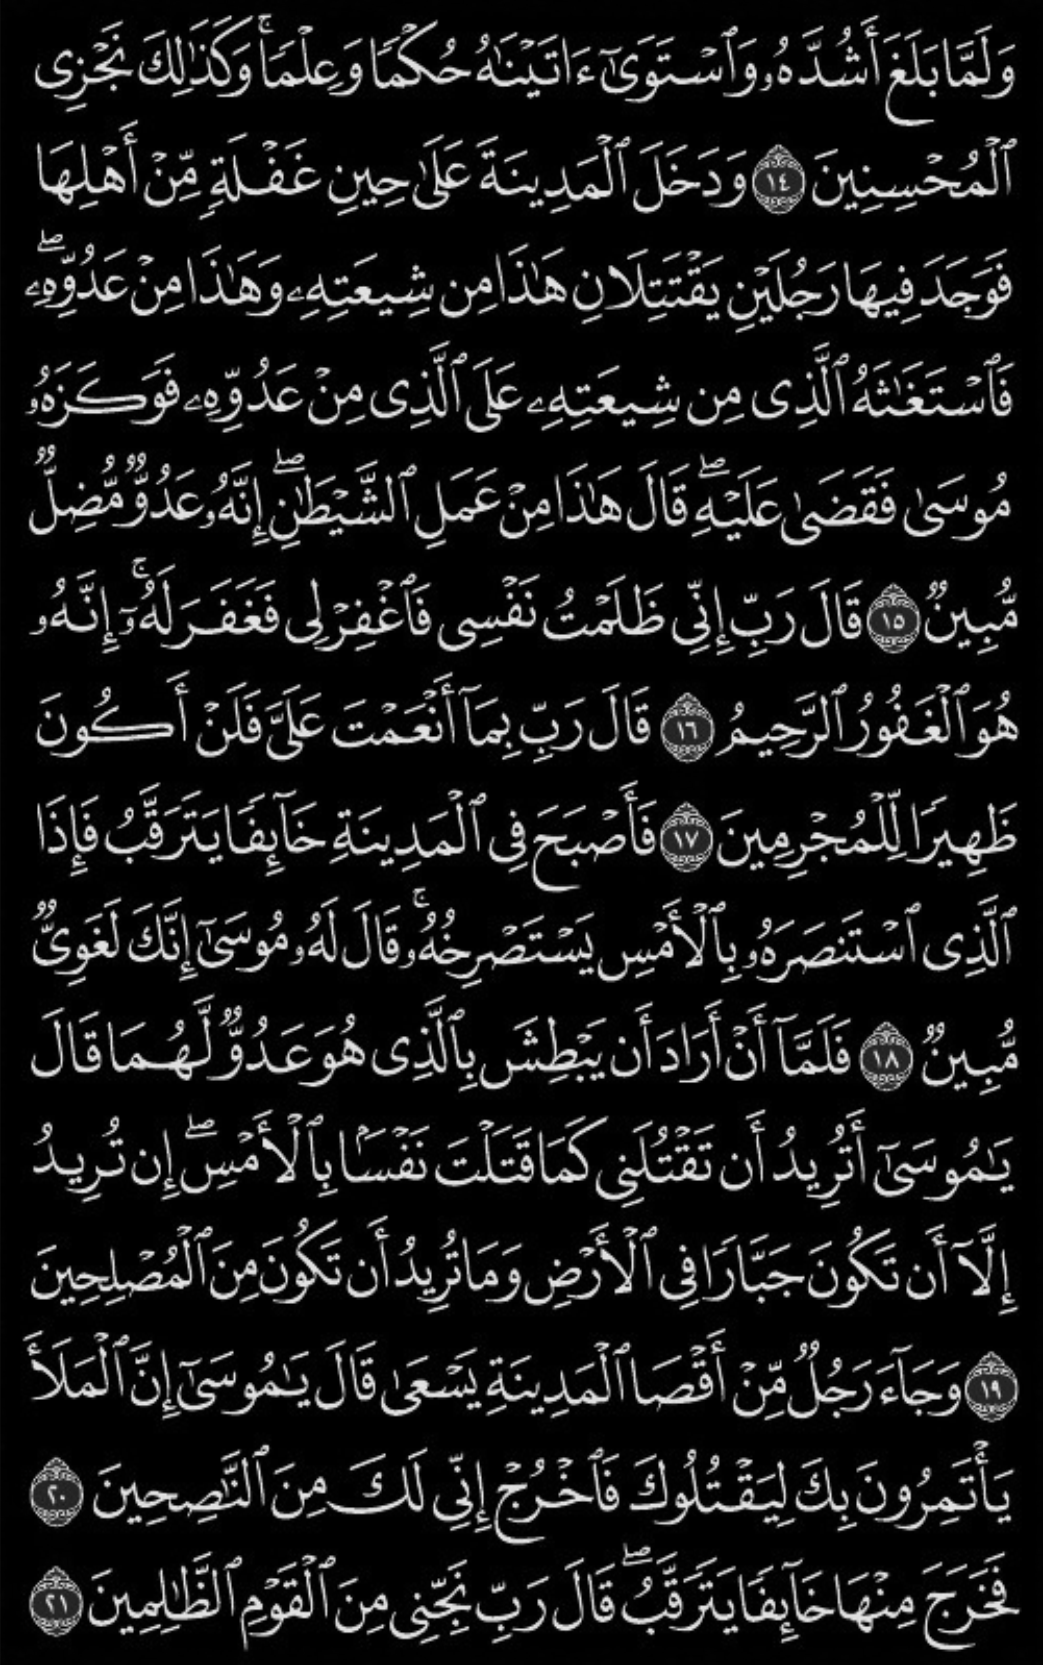 وَلَمَّا بَلَغَ أَشُدَّهُۥ وَٱسْتَوَىٰٓ ءَاتَيْنَٰهُ حُكْمًا وَعِلْمًا ۚ وَكَذَٰلِكَ نَجْزِى
ٱلْمُحْسِنِينَ ١٤ وَدَخَلَ ٱلْمَدِينَةَ عَلَىٰ حِينِ غَفْلَةٍ مِّنْ أَهْلِهَا
فَوَجَدَ فِيهَا رَجُلَيْنِ يَقْتَتِلَانِ هَٰذَا مِن شِيعَتِهِۦ وَهَٰذَا مِنْ عَدُوِّهِۦ ۖ
فَٱسْتَغَٰثَهُ ٱلَّذِى مِن شِيعَتِهِۦ عَلَى ٱلَّذِى مِنْ عَدُوِّهِۦ فَوَكَزَهُۥ
مُوسَىٰ فَقَضَىٰ عَلَيْهِ ۖ قَالَ هَٰذَا مِنْ عَمَلِ ٱلشَّيْطَٰنِ ۖ إِنَّهُۥ عَدُوٌّ مُّضِلٌّ
مُّبِينٌ ١٥ قَالَ رَبِّ إِنِّى ظَلَمْتُ نَفْسِى فَٱغْفِرْ لِى فَغَفَرَ لَهُۥٓ ۚ إِنَّهُۥ
هُوَ ٱلْغَفُورُ ٱلرَّحِيمُ ١٦ قَالَ رَبِّ بِمَآ أَنْعَمْتَ عَلَىَّ فَلَنْ أَكُونَ
ظَهِيرًا لِّلْمُجْرِمِينَ ١٧ فَأَصْبَحَ فِى ٱلْمَدِينَةِ خَآئِفًا يَتَرَقَّبُ فَإِذَا
ٱلَّذِى ٱسْتَنصَرَهُۥ بِٱلْأَمْسِ يَسْتَصْرِخُهُۥ ۚ قَالَ لَهُۥ مُوسَىٰٓ إِنَّكَ لَغَوِىٌّ
مُّبِينٌ ١٨ فَلَمَّآ أَنْ أَرَادَ أَن يَبْطِشَ بِٱلَّذِى هُوَ عَدُوٌّ لَّهُمَا قَالَ
يَٰمُوسَىٰٓ أَتُرِيدُ أَن تَقْتُلَنِى كَمَا قَتَلْتَ نَفْسًۢا بِٱلْأَمْسِ ۖ إِن تُرِيدُ
إِلَّآ أَن تَكُونَ جَبَّارًا فِى ٱلْأَرْضِ وَمَا تُرِيدُ أَن تَكُونَ مِنَ ٱلْمُصْلِحِينَ
١٩ وَجَآءَ رَجُلٌ مِّنْ أَقْصَا ٱلْمَدِينَةِ يَسْعَىٰ قَالَ يَٰمُوسَىٰٓ إِنَّ ٱلْمَلَأَ
يَأْتَمِرُونَ بِكَ لِيَقْتُلُوكَ فَٱخْرُجْ إِنِّى لَكَ مِنَ ٱلنَّٰصِحِينَ ٢٠
فَخَرَجَ مِنْهَا خَآئِفًا يَتَرَقَّبُ ۖ قَالَ رَبِّ نَجِّنِى مِنَ ٱلْقَوْمِ ٱلظَّٰلِمِينَ ٢١